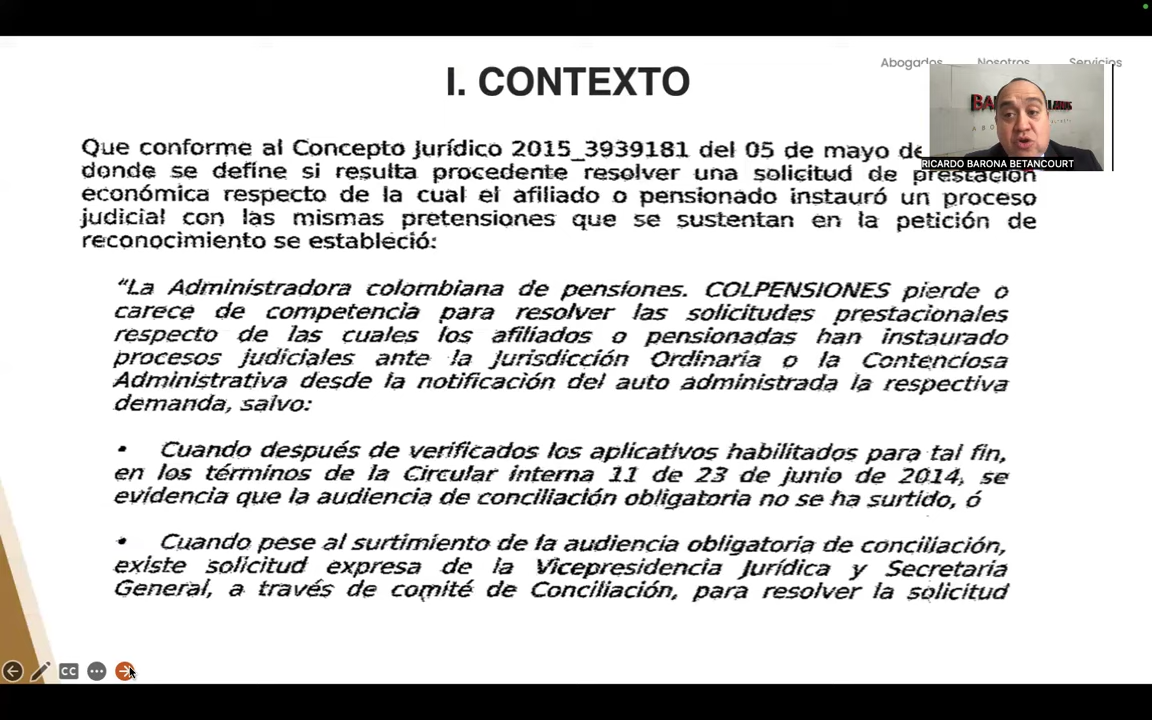 Abogados Nosotros Servicios
I. CONTEXTO
RICARDO BARONA BETANCOURT
Que conforme al Concepto Jurídico 2015_3939181 del 05 de mayo de
donde se define si resulta procedente resolver una solicitud de prestación
económica respecto de la cual el afiliado o pensionado instauró un proceso
judicial con las mismas pretensiones que se sustentan en la petición de
reconocimiento se estableció:
“La Administradora colombiana de pensiones. COLPENSIONES pierde o
carece de competencia para resolver las solicitudes prestacionales
respecto de las cuales los afiliados o pensionadas han instaurado
procesos judiciales ante la Jurisdicción Ordinaria o la Contenciosa
Administrativa desde la notificación del auto administrada la respectiva
demanda, salvo:
• Cuando después de verificados los aplicativos habilitados para tal fin,
en los términos de la Circular interna 11 de 23 de junio de 2014, se
evidencia que la audiencia de conciliación obligatoria no se ha surtido, ó
• Cuando pese al surtimiento de la audiencia obligatoria de conciliación,
existe solicitud expresa de la Vicepresidencia Jurídica y Secretaria
General, a través de comité de Conciliación, para resolver la solicitud
CC